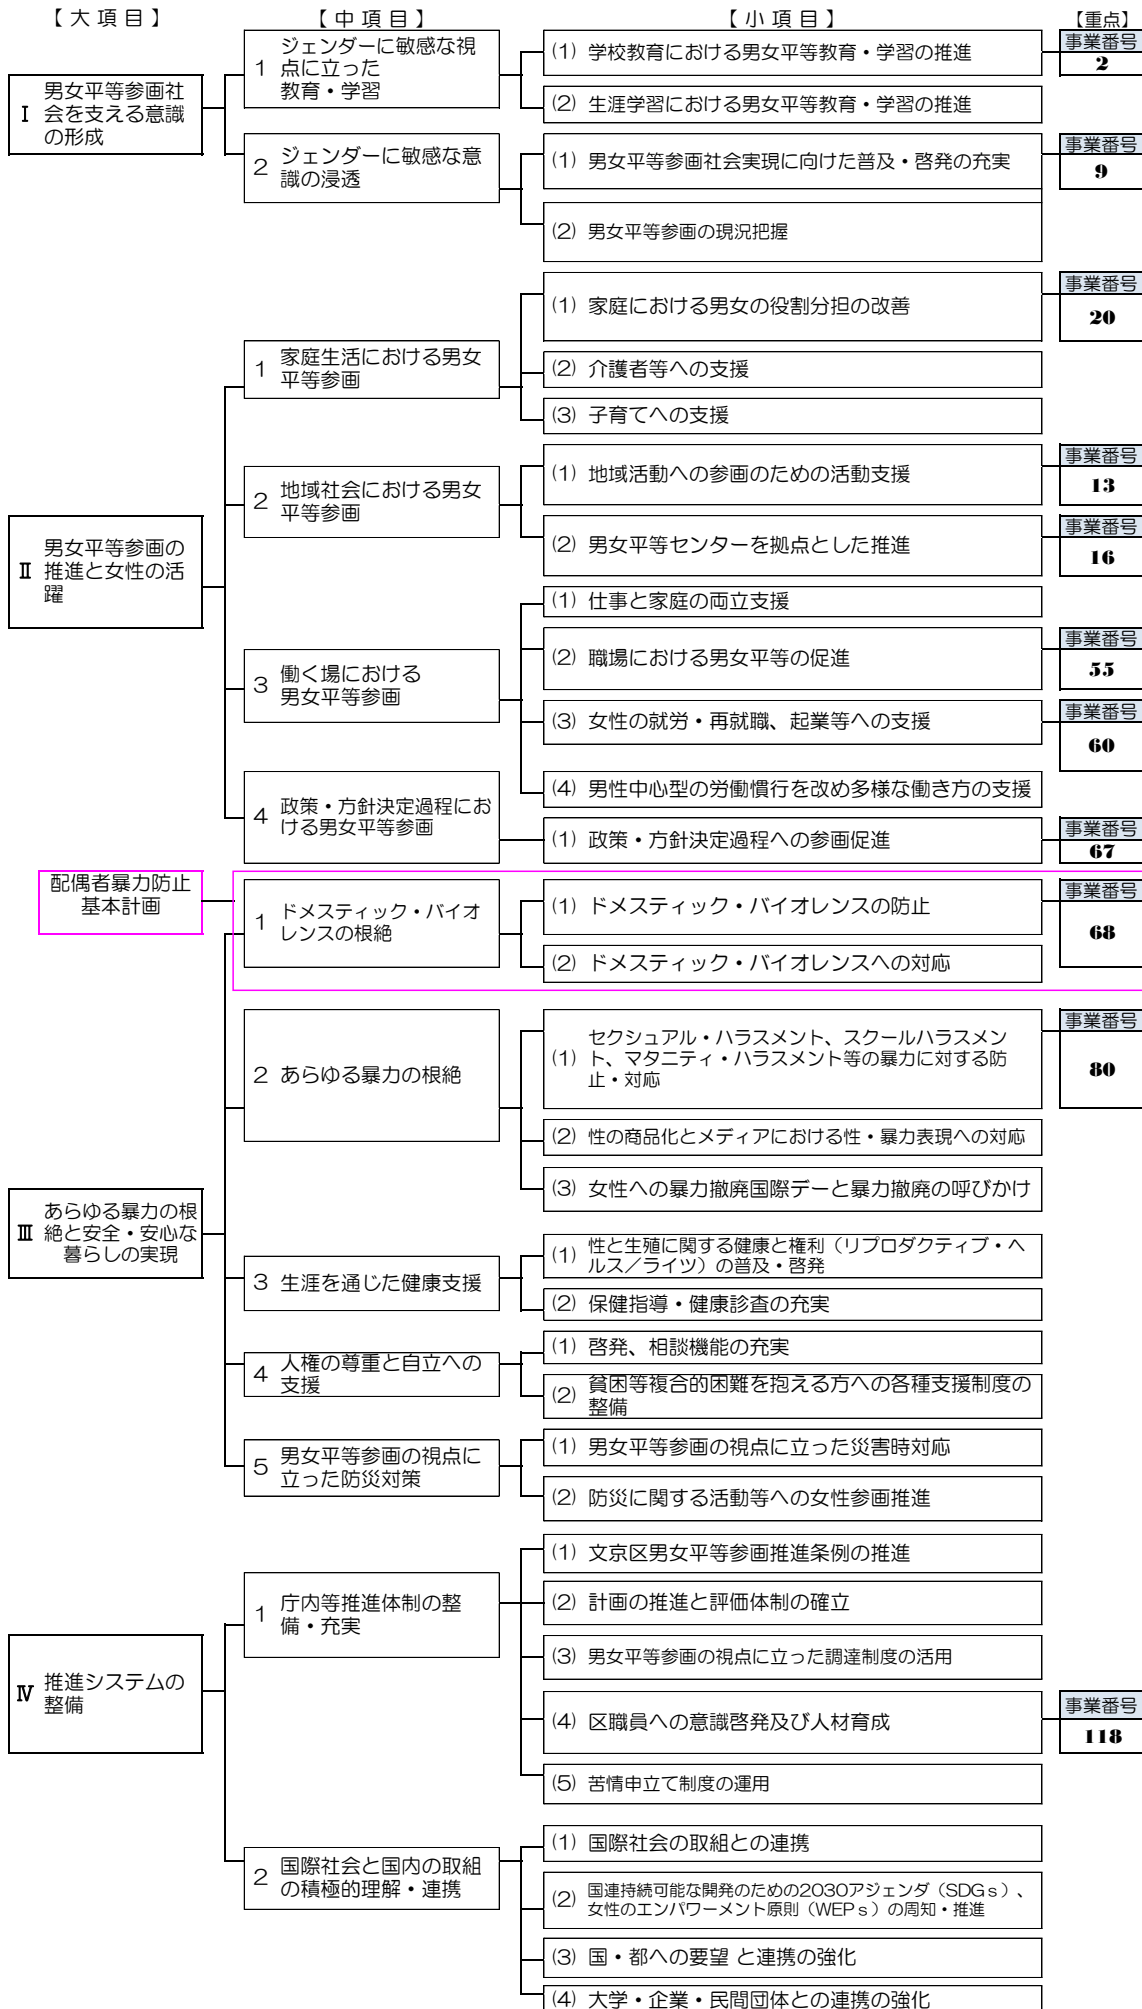 【大項目】
【中項目】
【小項目】
【重点】
Ⅰ 男女平等参画社
会を支える意識
の形成
1 ジェンダーに敏感な視
点に立った
教育・学習
(1) 学校教育における男女平等教育・学習の推進
事業番号
2
(2) 生涯学習における男女平等教育・学習の推進
2 ジェンダーに敏感な意
識の浸透
(1) 男女平等参画社会実現に向けた普及・啓発の充実
事業番号
9
(2) 男女平等参画の現況把握
Ⅱ 男女平等参画の
推進と女性の活
躍
1 家庭生活における男女
平等参画
(1) 家庭における男女の役割分担の改善
事業番号
20
(2) 介護者等への支援
(3) 子育てへの支援
2 地域社会における男女
平等参画
(1) 地域活動への参画のための活動支援
事業番号
13
(2) 男女平等センターを拠点とした推進
事業番号
16
3 働く場における
男女平等参画
(1) 仕事と家庭の両立支援
(2) 職場における男女平等の促進
事業番号
55
(3) 女性の就労・再就職、起業等への支援
事業番号
60
(4) 男性中心型の労働慣行を改め多様な働き方の支援
4 政策・方針決定過程にお
ける男女平等参画
(1) 政策・方針決定過程への参画促進
事業番号
67
配偶者暴力防止
基本計画
Ⅲ あらゆる暴力の根
絶と安全・安心な
暮らしの実現
1 ドメスティック・バイオ
レンスの根絶
(1) ドメスティック・バイオレンスの防止
事業番号
68
(2) ドメスティック・バイオレンスへの対応
2 あらゆる暴力の根絶
(1) セクシュアル・ハラスメント、スクールハラスメン
ト、マタニティ・ハラスメント等の暴力に対する防
止・対応
事業番号
80
(2) 性の商品化とメディアにおける性・暴力表現への対応
(3) 女性への暴力撤廃国際デーと暴力撤廃の呼びかけ
3 生涯を通じた健康支援
(1) 性と生殖に関する健康と権利（リプロダクティブ・ヘ
ルス／ライツ）の普及・啓発
(2) 保健指導・健康診査の充実
4 人権の尊重と自立への
支援
(1) 啓発、相談機能の充実
(2) 貧困等複合的困難を抱える方への各種支援制度の
整備
5 男女平等参画の視点に
立った防災対策
(1) 男女平等参画の視点に立った災害時対応
(2) 防災に関する活動等への女性参画推進
Ⅳ 推進システムの
整備
1 庁内等推進体制の整
備・充実
(1) 文京区男女平等参画推進条例の推進
(2) 計画の推進と評価体制の確立
(3) 男女平等参画の視点に立った調達制度の活用
(4) 区職員への意識啓発及び人材育成
事業番号
118
(5) 苦情申立て制度の運用
2 国際社会と国内の取組
の積極的理解・連携
(1) 国際社会の取組との連携
(2) 国連持続可能な開発のための2030アジェンダ（SDGｓ）、
女性のエンパワーメント原則（WEPｓ）の周知・推進
(3) 国・都への要望 と連携の強化
(4) 大学・企業・民間団体との連携の強化